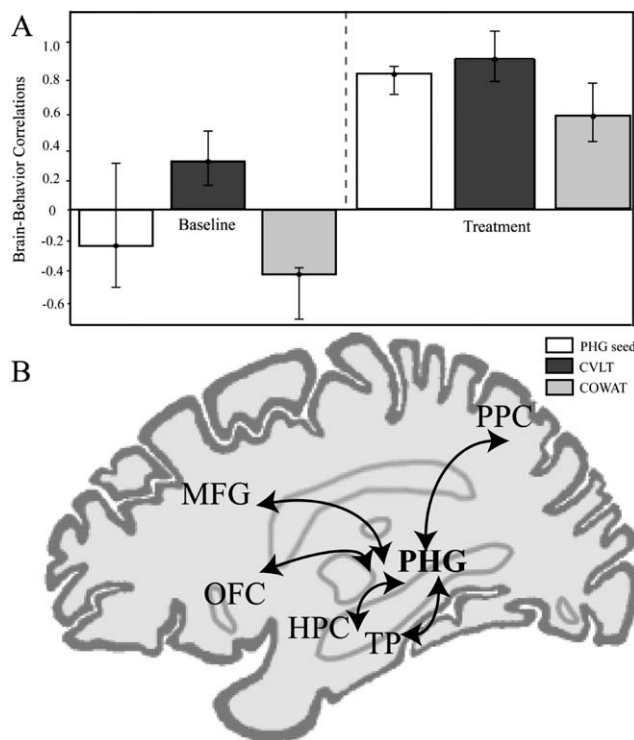 A
Brain-Behavior Correlations
1.0
0.8
0.6
0.4
0.2
0
-0.2
-0.4
-0.6
Baseline
Treatment
PHG seed
CVLT
COWAT
B
PPC
MFG
PHG
OFC
HPC
TP